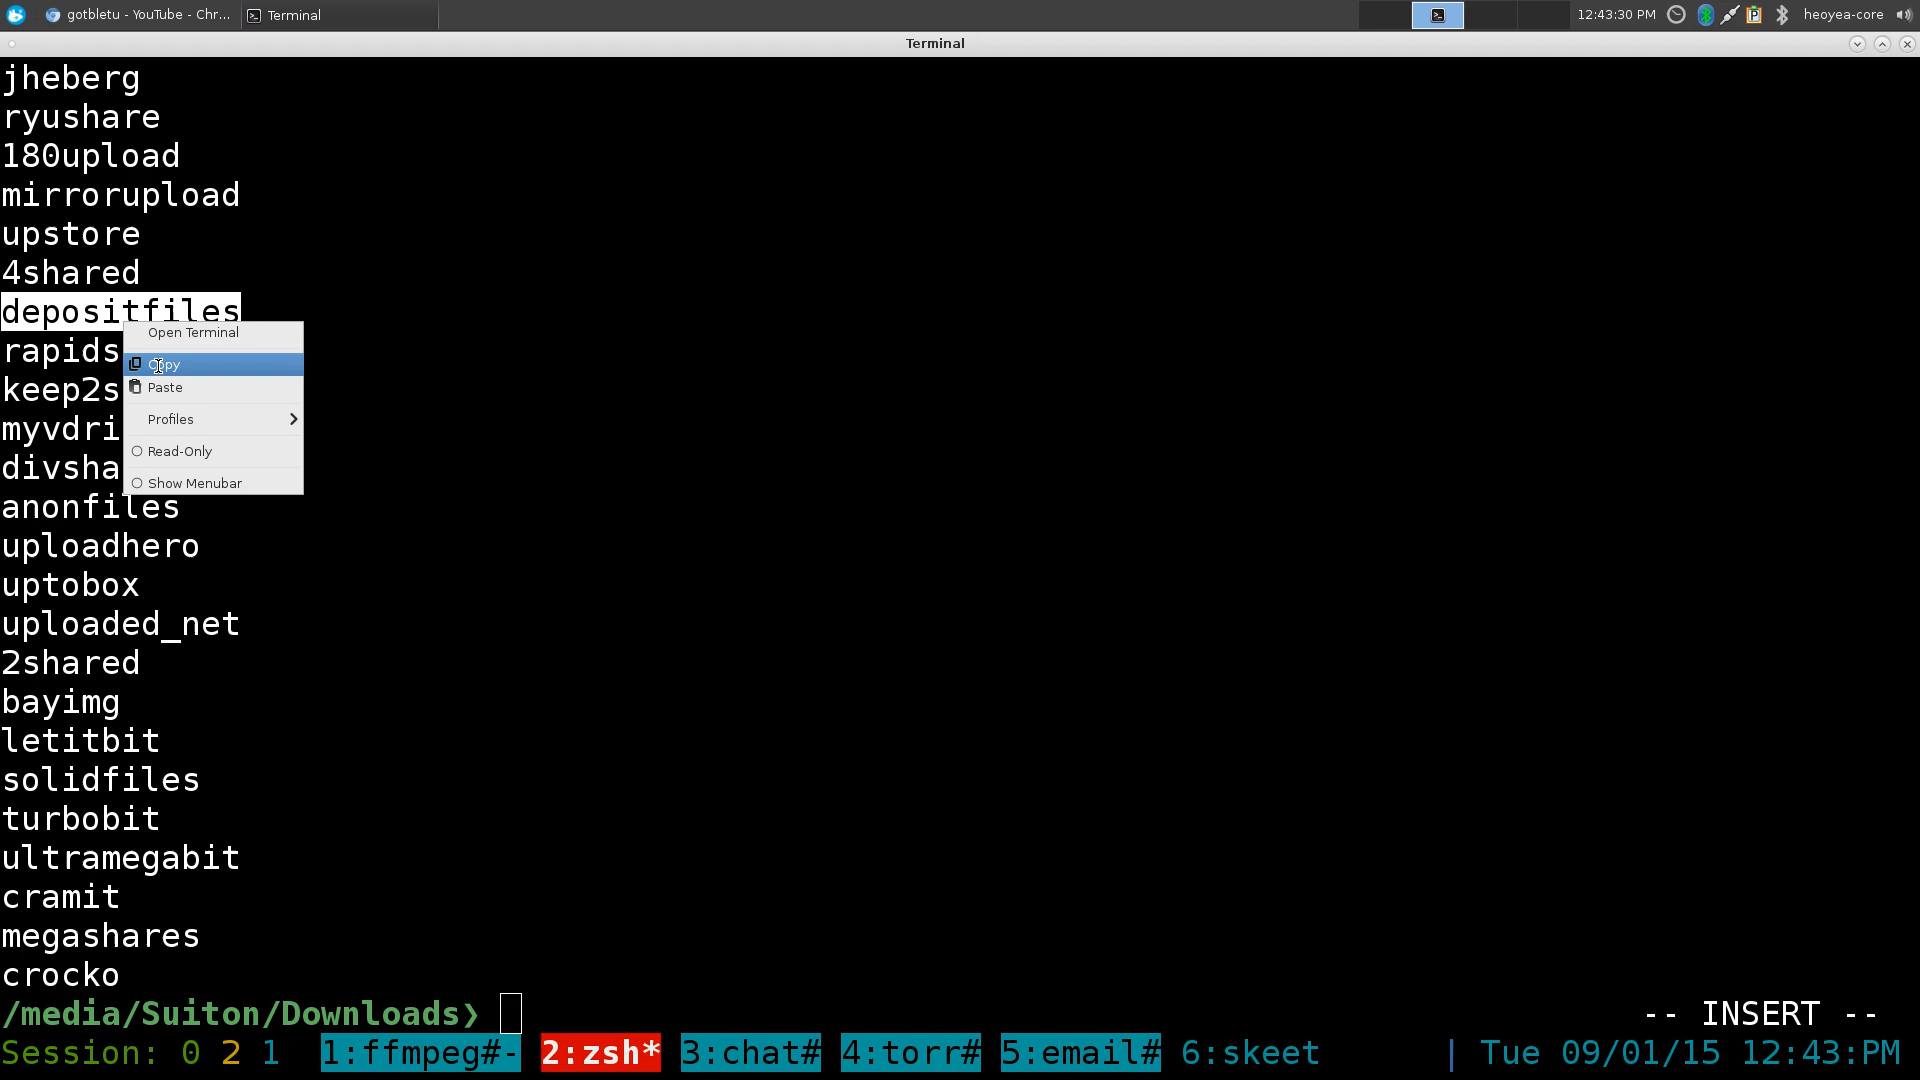 gotbletu - YouTube - Chr...
Terminal
12:43:30 PM
heoyea-core
Terminal
jheberg
ryushare
180upload
mirrorupload
upstore
4shared
depositfiles
Open Terminal
rapids
Copy
keep2s
Paste
myvdri
Profiles
divsha
Read-Only
Show Menubar
anonfiles
uploadhero
uptobox
uploaded_net
2shared
bayimg
letitbit
solidfiles
turbobit
ultramegabit
cramit
megashares
crocko
/media/Suiton/Downloads❯ -- INSERT --
Session: 0 2 1 1:ffmpeg#- 2:zsh* 3:chat# 4:torr# 5:email# 6:skeet | Tue 09/01/15 12:43:PM